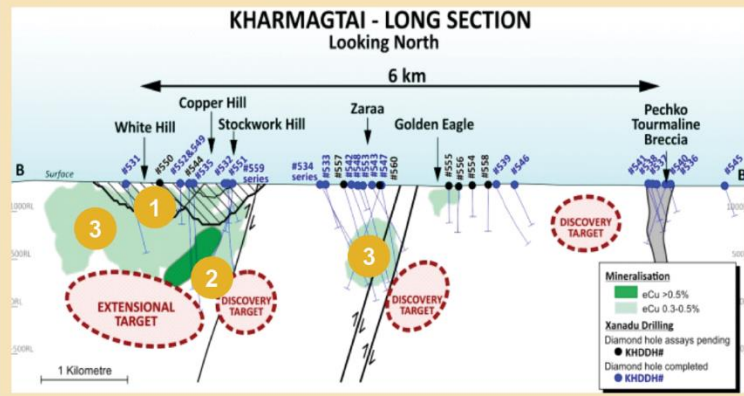 KHARMAGTAI - LONG SECTION
Looking North
6 km
Copper Hill
Zaraa
Pechko
Tourmaline
Breccia
White Hill
Stockwork Hill
Golden Eagle
B
Surface
#531
#550
#552&549
#544
#535
#532
#551
#559
series
#534
series
#533
#557
#542
#548
#553
#543
#547
#560
#555
#556
#554
#558
#539
#546
#541
#538
#537
#540
#536
#545
1000RL
1
3
2
3
DISCOVERY
TARGET
EXTENSIONAL
TARGET
DISCOVERY
TARGET
DISCOVERY
TARGET
1 Kilometre
Mineralisation
eCu >0.5%
eCu 0.3-0.5%
Xanadu Drilling
Diamond hole assays pending
KHDDH#
Diamond hole completed
KHDDH#